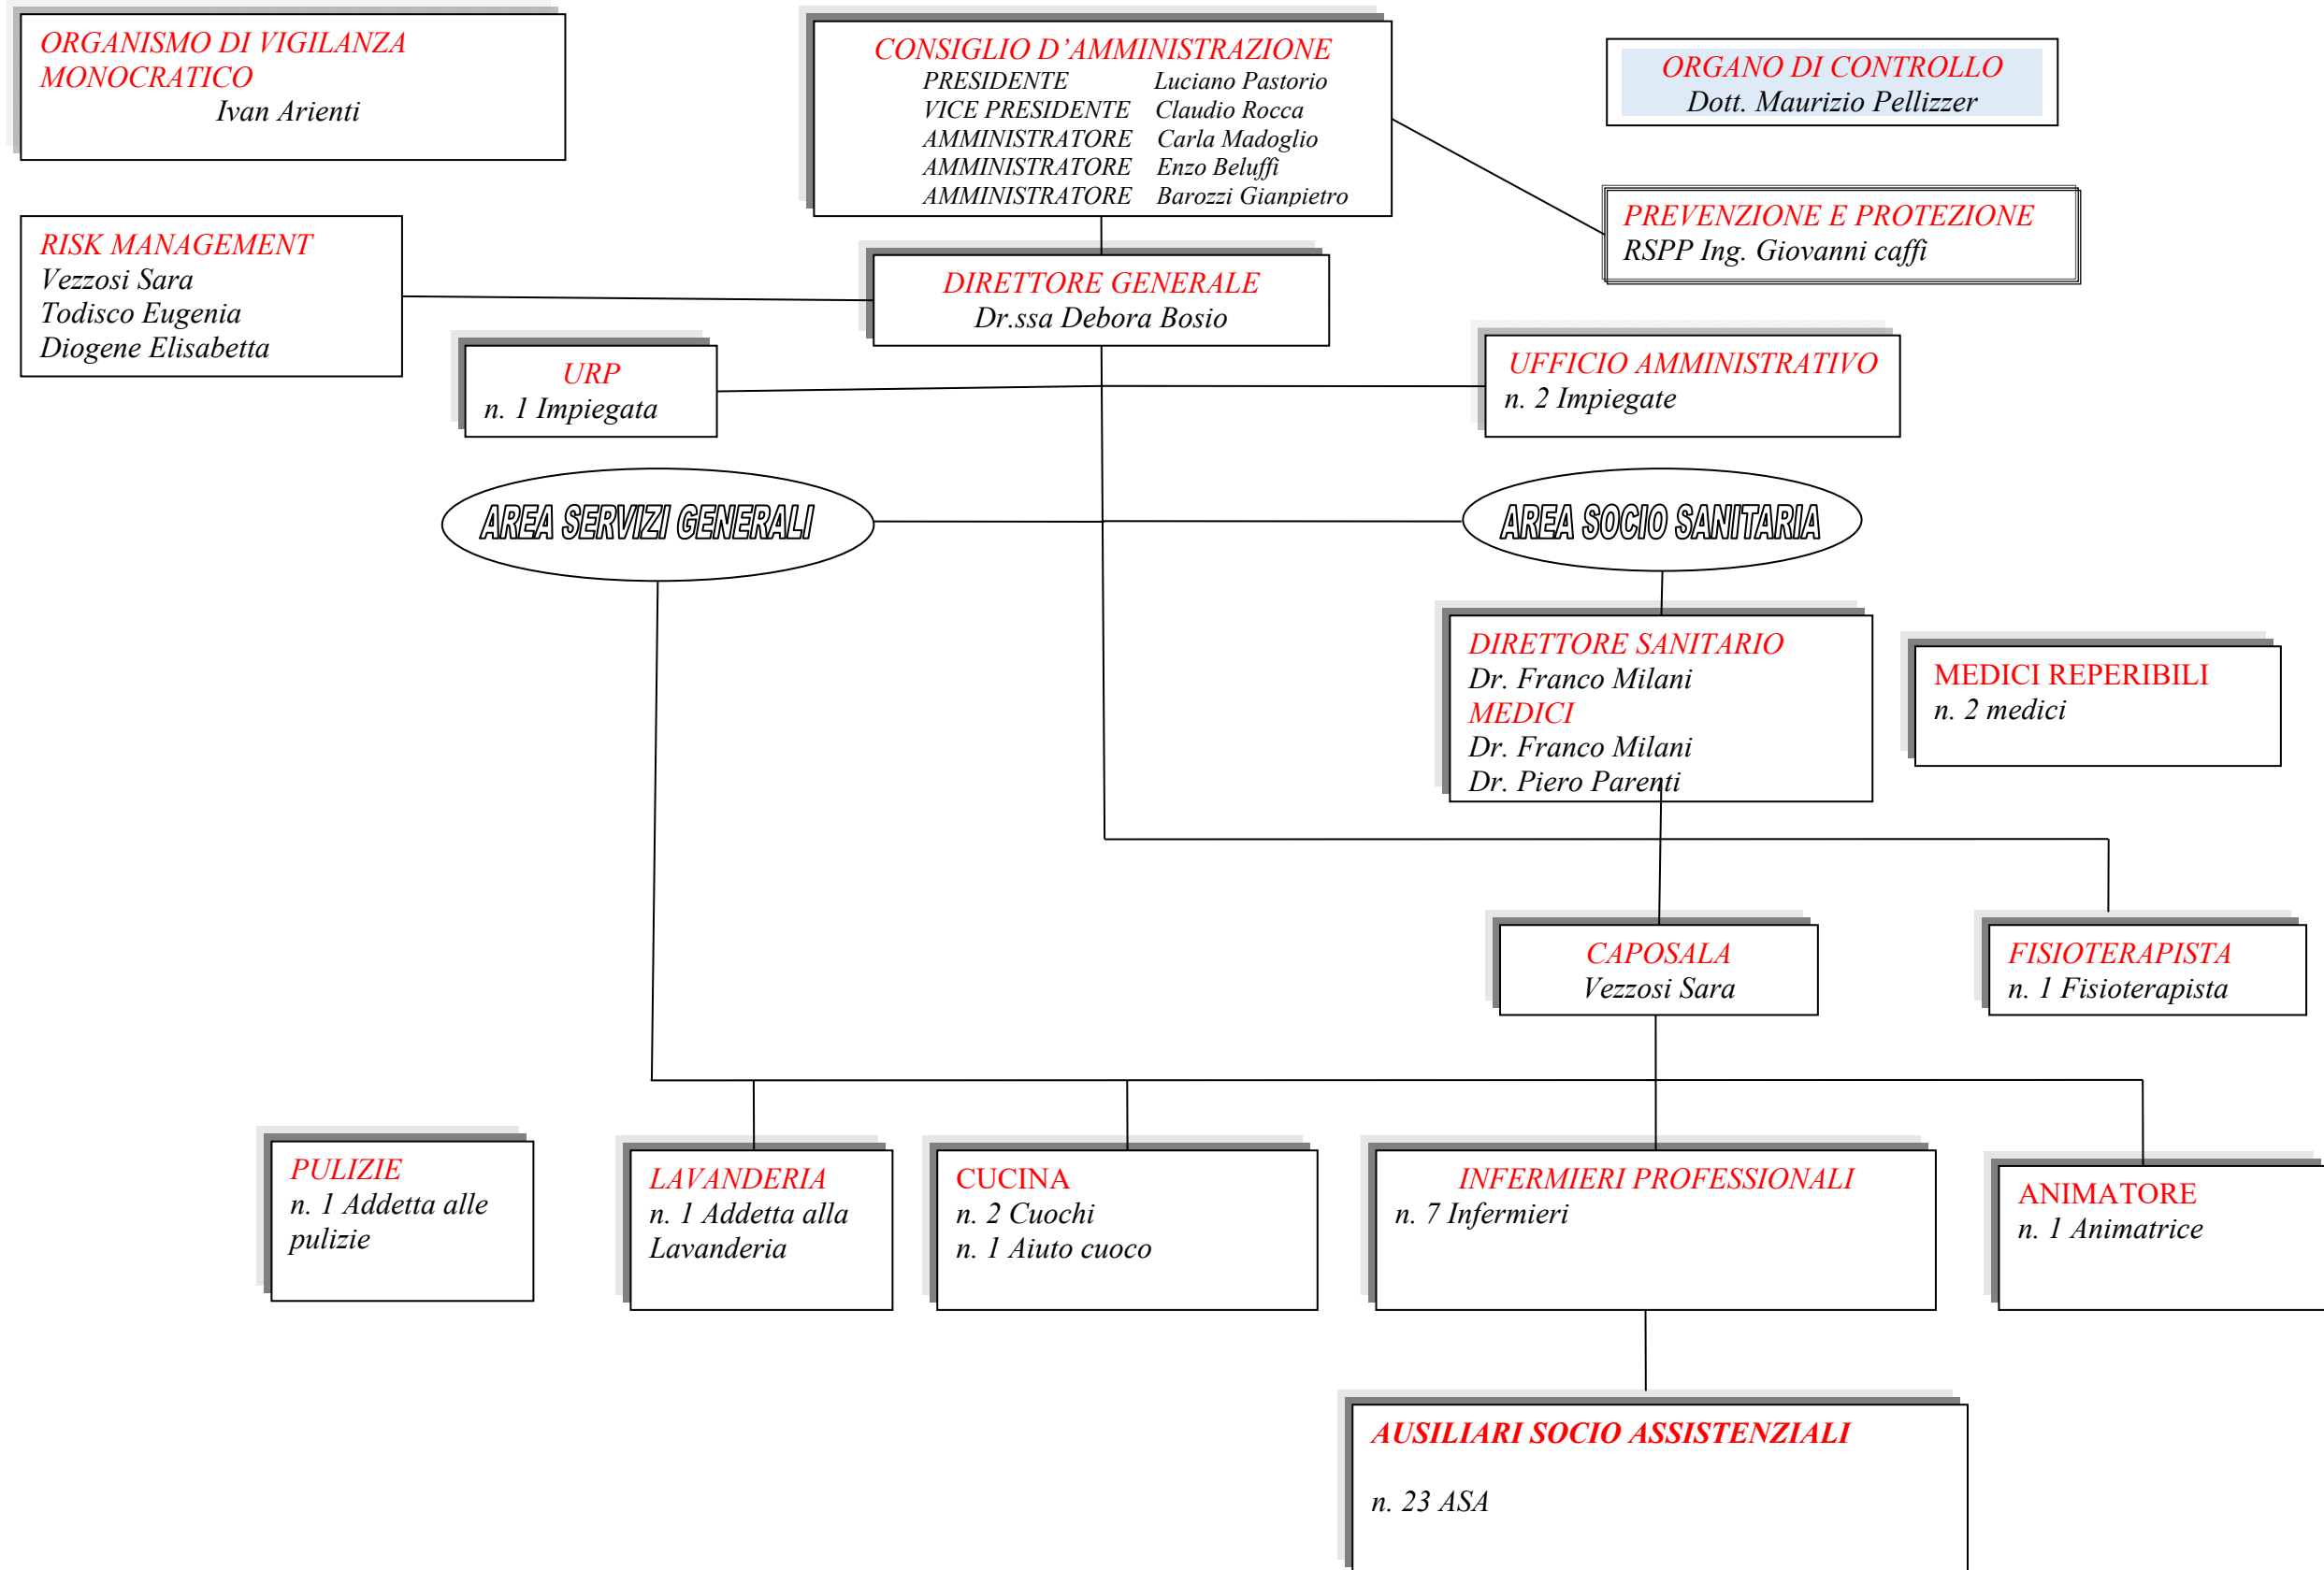 ORGANISMO DI VIGILANZA
MONOCRATICO
Ivan Arienti
CONSIGLIO D'AMMINISTRAZIONE
PRESIDENTE Luciano Pastorio
VICE PRESIDENTE Claudio Rocca
AMMINISTRATORE Carla Madoglio
AMMINISTRATORE Enzo Beluffi
AMMINISTRATORE Barozzi Gianpietro
ORGANO DI CONTROLLO
Dott. Maurizio Pellizzer
PREVENZIONE E PROTEZIONE
RSPP Ing. Giovanni caffi
RISK MANAGEMENT
Vezzosi Sara
Todisco Eugenia
Diogene Elisabetta
DIRETTORE GENERALE
Dr.ssa Debora Bosio
URP
n. 1 Impiegata
UFFICIO AMMINISTRATIVO
n. 2 Impiegate
AREA SERVIZI GENERALI
AREA SOCIO SANITARIA
DIRETTORE SANITARIO
Dr. Franco Milani
MEDICI
Dr. Franco Milani
Dr. Piero Parenti
MEDICI REPERIBILI
n. 2 medici
CAPOSALA
Vezzosi Sara
FISIOTERAPISTA
n. 1 Fisioterapista
PULIZIE
n. 1 Addetta alle
pulizie
LAVANDERIA
n. 1 Addetta alla
Lavanderia
CUCINA
n. 2 Cuochi
n. 1 Aiuto cuoco
INFERMIERI PROFESSIONALI
n. 7 Infermieri
ANIMATORE
n. 1 Animatrice
AUSILIARI SOCIO ASSISTENZIALI
n. 23 ASA